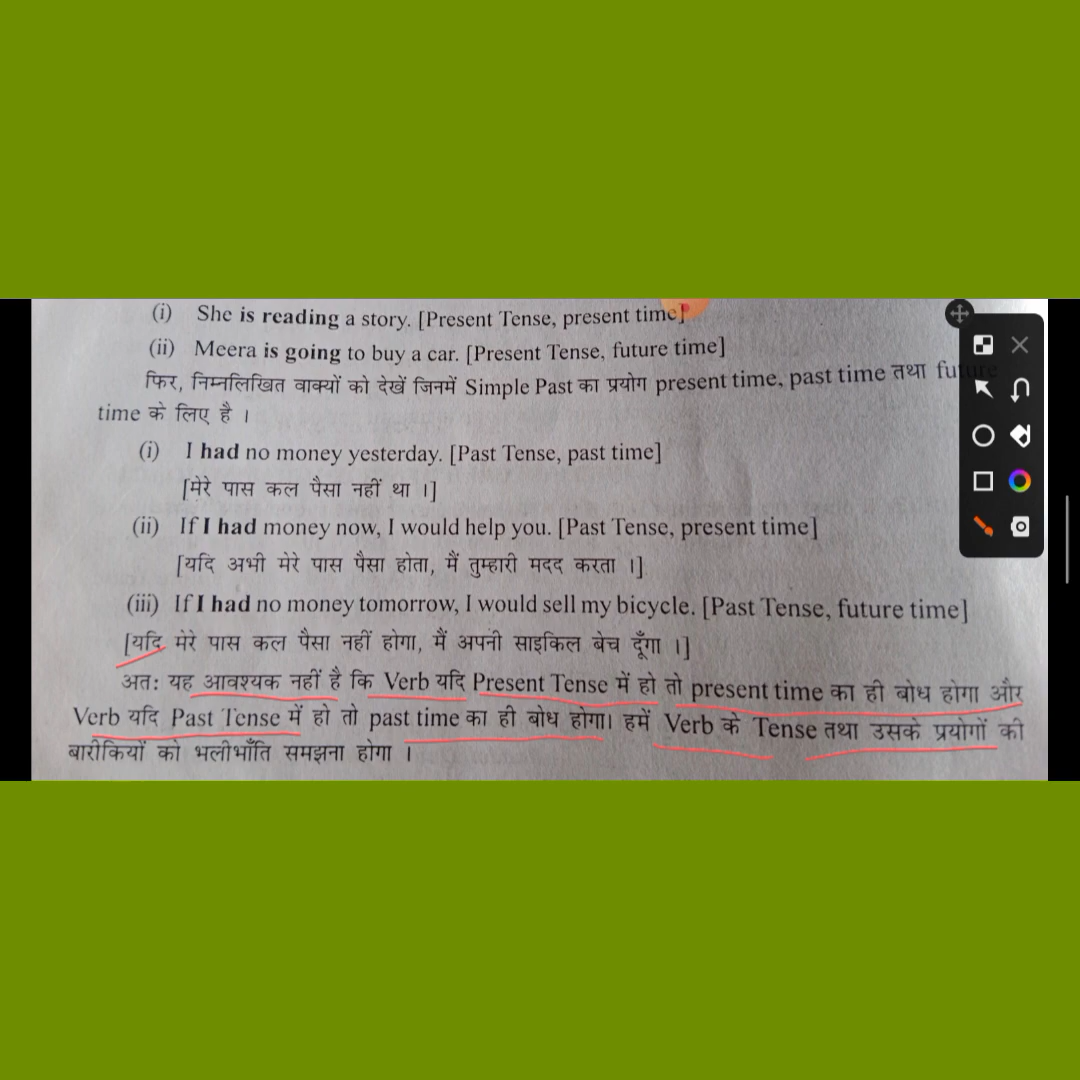 (i) She is reading a story. [Present Tense, present time]
(ii) Meera is going to buy a car. [Present Tense, future time]
फिर, निम्नलिखित वाक्यों को देखें जिनमें Simple Past का प्रयोग present time, past time तथा future
time के लिए है ।
(i) I had no money yesterday. [Past Tense, past time]
[मेरे पास कल पैसा नहीं था ।]
(ii) If I had money now, I would help you. [Past Tense, present time]
[यदि अभी मेरे पास पैसा होता, मैं तुम्हारी मदद करता ।]
(iii) If I had no money tomorrow, I would sell my bicycle. [Past Tense, future time]
[यदि मेरे पास कल पैसा नहीं होगा, मैं अपनी साइकिल बेच दूँगा ।]
अतः यह आवश्यक नहीं है कि Verb यदि Present Tense में हो तो present time का ही बोध होगा और
Verb यदि Past Tense में हो तो past time का ही बोध होगा। हमें Verb के Tense तथा उसके प्रयोगों की
बारीकियों को भलीभाँति समझना होगा ।